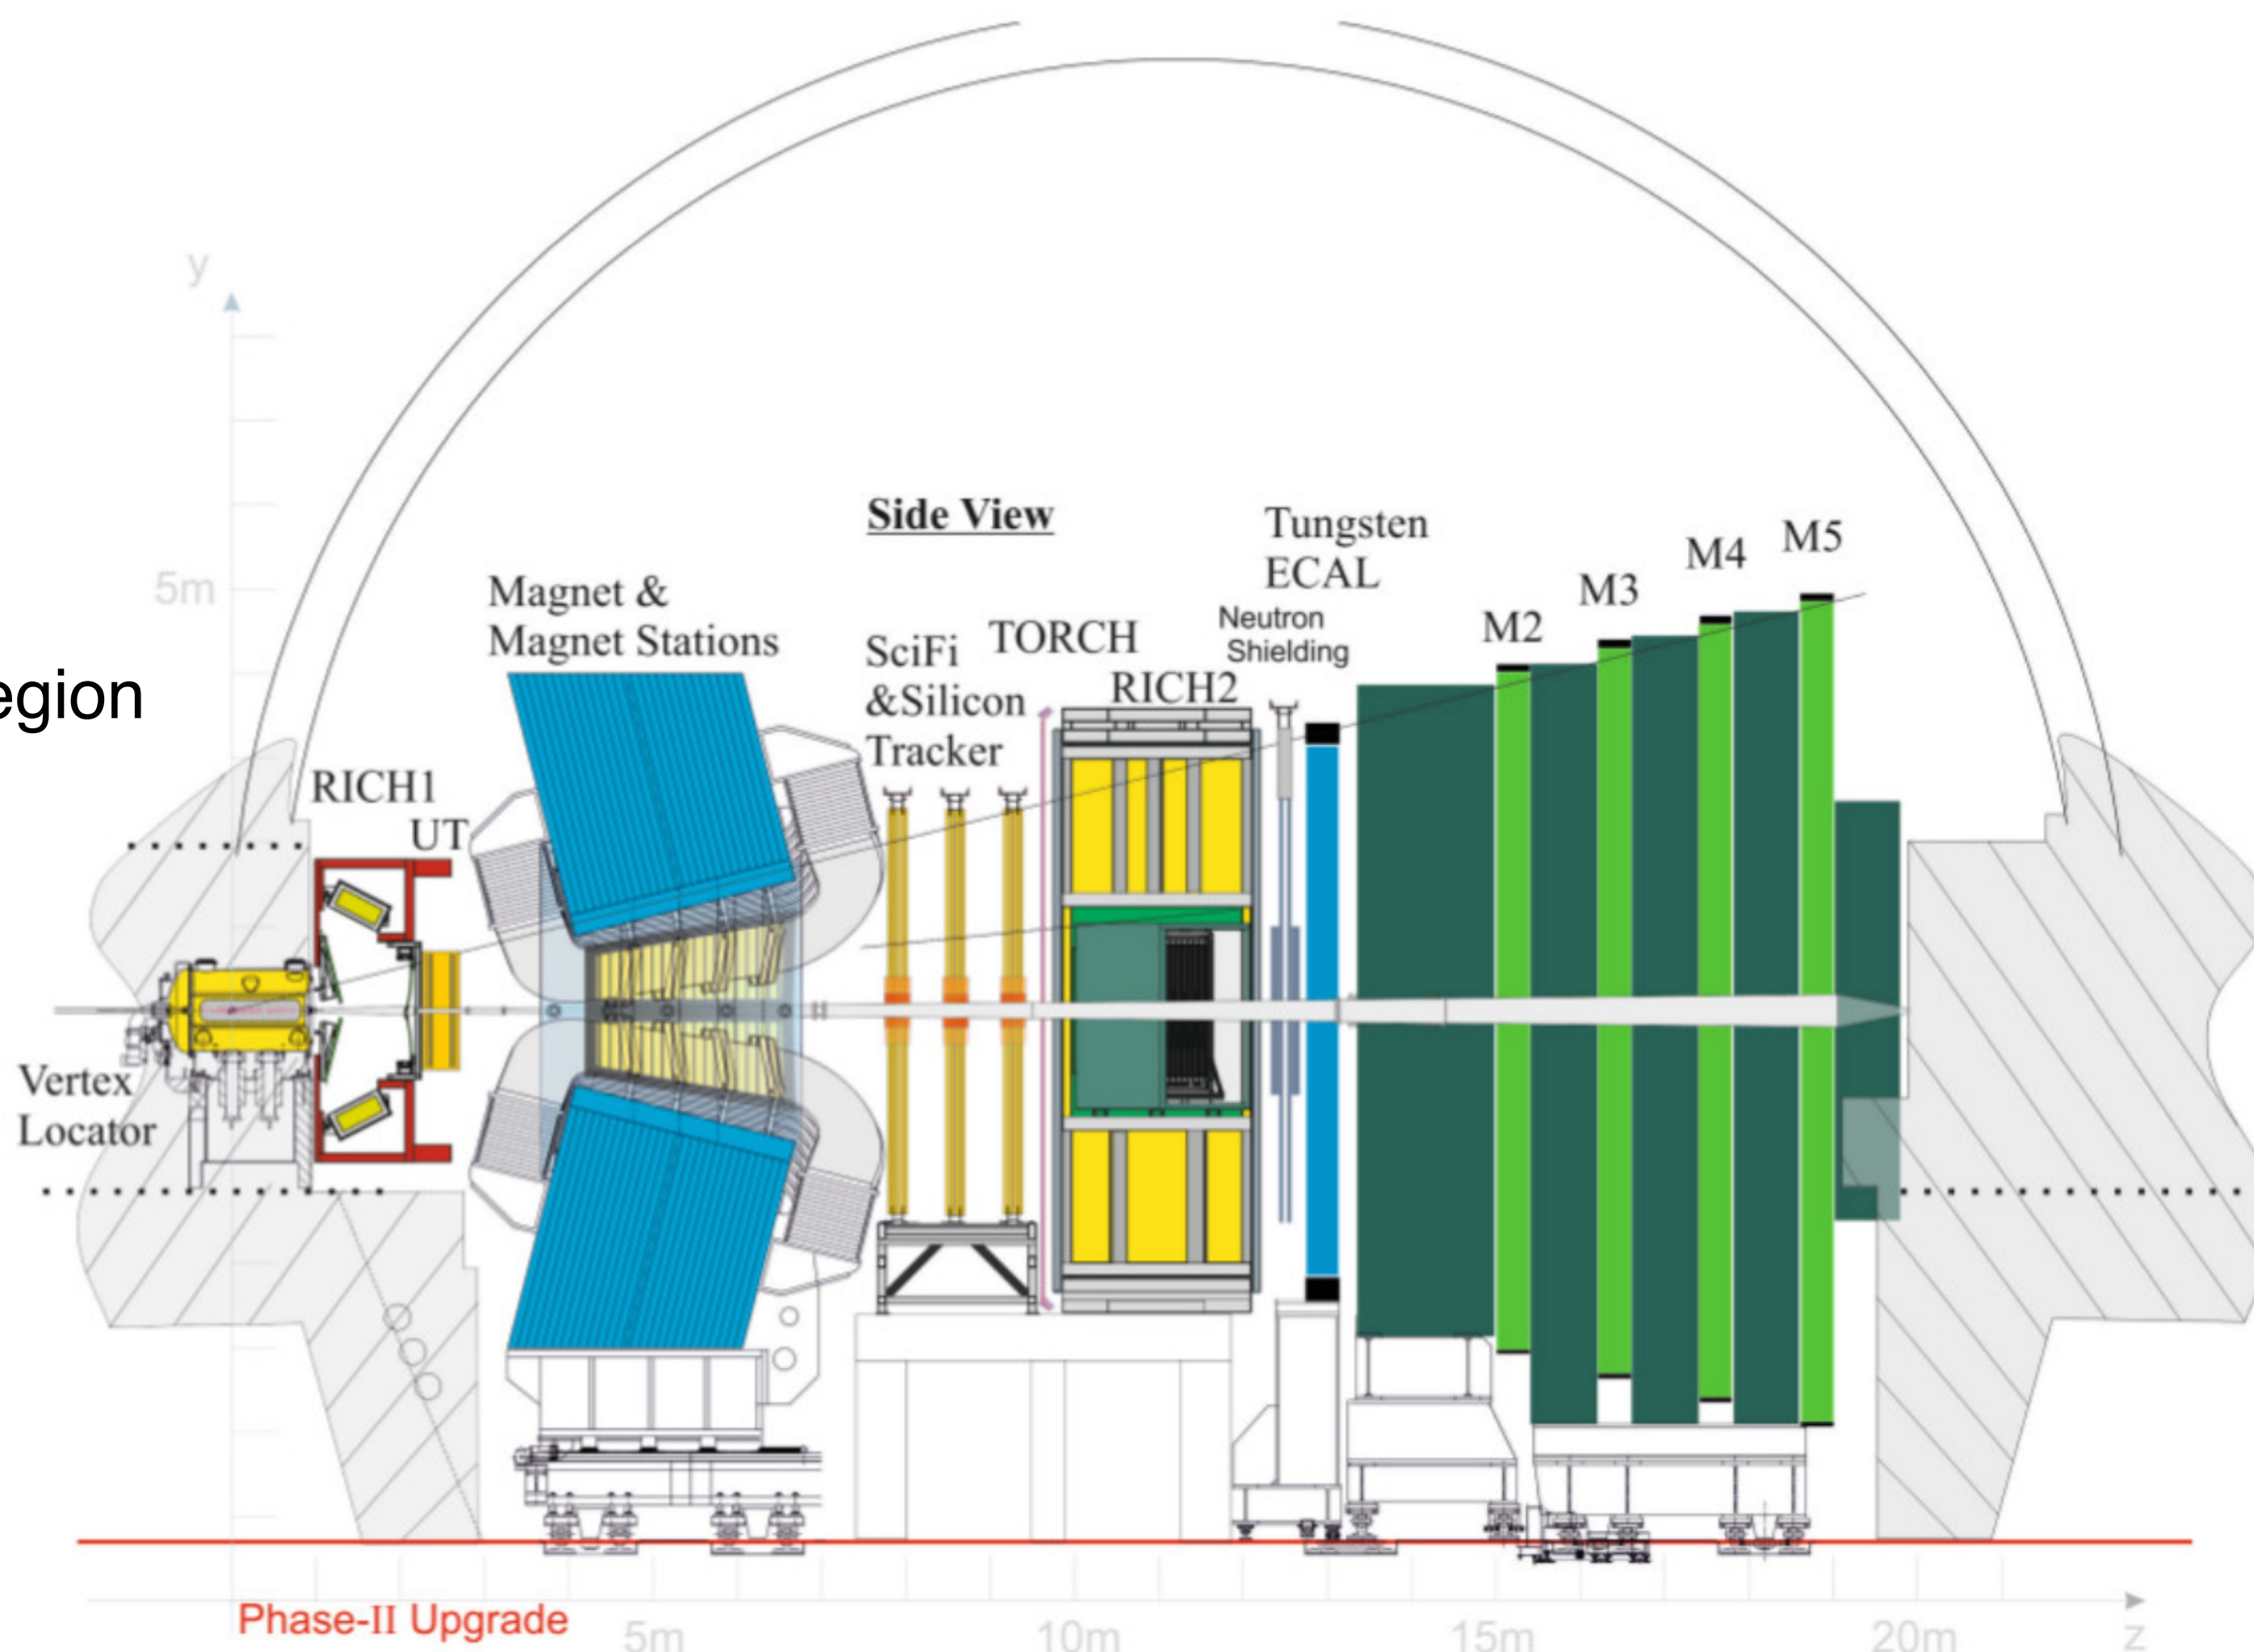 y
5m
egion
Side View
Magnet &
Magnet Stations
SciFi
&Silicon
Tracker
TORCH
RICH2
Tungsten
ECAL
Neutron
Shielding
M2
M3
M4
M5
RICH1
UT
Vertex
Locator
Phase-II Upgrade
5m
10m
15m
20m
z